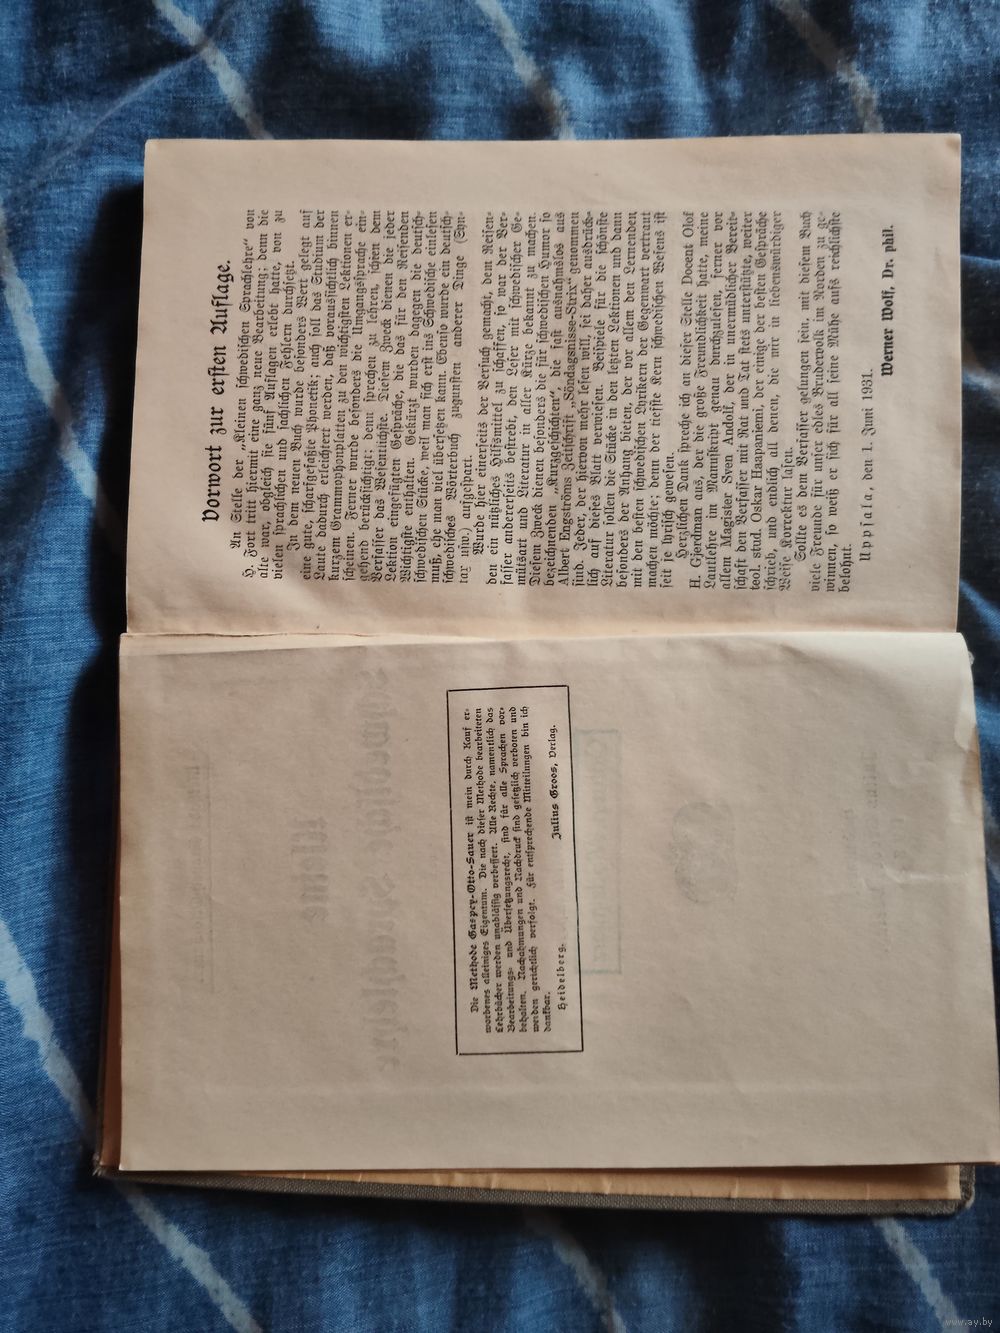 Die Methode Gaspey-Otto-Sauer ist mein durch Kauf er-
worbenes alleiniges Eigentum. Die nach dieser Methode bearbeiteten
Lehrbücher werden unablässig verbessert. Alle Rechte, namentlich das
Bearbeitungs- und Übersetzungsrecht, sind für alle Sprachen vor-
behalten. Nachahmungen und Nachdruck sind gesetzlich verboten und
werden gerichtlich verfolgt. Für entsprechende Mitteilungen bin ich
dankbar.
Heidelberg. Julius Groos, Verlag.
Vorwort zur ersten Auflage.
An Stelle der „Kleinen schwedischen Sprachlehre“ von
H. Fort tritt hiermit eine ganz neue Bearbeitung; denn die
alte war, obgleich sie fünf Auflagen erlebt hatte, von zu
vielen sprachlichen und sachlichen Fehlern durchsetzt.
In dem neuen Buch wurde besonders Wert gelegt auf
eine gute, scharfgefaßte Phonetik; auch soll das Studium der
Laute dadurch erleichtert werden, daß voraussichtlich binnen
kurzem Grammophonplatten zu den wichtigsten Lektionen er-
scheinen. Ferner wurde besonders die Umgangssprache ein-
gehend berücksichtigt; denn sprechen zu lehren, schien dem
Verfasser das Wesentlichste. Diesem Zweck dienen die jeder
Lektion eingefügten Gespräche, die das für den Reisenden
Wichtigste enthalten. Gekürzt wurden dagegen die deutsch-
schwedischen Stücke, weil man sich erst ins Schwedische einlesen
muß, ehe man viel übersetzen kann. Ebenso wurde ein deutsch-
schwedisches Wörterbuch zugunsten anderer Dinge (Syn-
tax usw.) aufgespart.
Wurde hier einerseits der Versuch gemacht, dem Reisen-
den ein nützliches Hilfsmittel zu schaffen, so war der Ver-
fasser andererseits bestrebt, den Leser mit schwedischer Ge-
mütsart und Literatur in aller Kürze bekannt zu machen.
Diesem Zweck dienen besonders die für schwedischen Humor so
bezeichnenden „Kurzgeschichten“, die fast ausnahmslos aus
Albert Engströms Zeitschrift „Söndagsnisse-Strix“ genommen
sind. Jeder, der hiervon mehr lesen will, sei daher ausdrück-
lich auf dieses Blatt verwiesen. Beispiele für die schönste
Literatur sollen die Stücke in den letzten Lektionen und dann
besonders der Anhang bieten, der vor allem den Lernenden
mit den besten schwedischen Lyrikern der Gegenwart vertraut
machen möchte; denn der tiefste Kern schwedischen Wesens ist
seit je lyrisch gewesen.
Herzlichen Dank spreche ich an dieser Stelle Docent Olof
H. Gjerdman aus, der die große Freundlichkeit hatte, meine
Lautlehre im Manuskript genau durchzulesen, ferner vor
allem Magister Sven Andolf, der in unermüdlicher Bereit-
schaft den Verfasser mit Rat und Tat stets unterstützte, weiter
teol. stud. Oskar Haapaniemi, der einige der besten Gespräche
schrieb, und endlich all denen, die mir in liebenswürdiger
Weise Korrektur lasen.
Sollte es dem Verfasser gelungen sein, mit diesem Buch
viele Freunde für unser edles Brudervolk im Norden zu ge-
winnen, so weiß er sich für all seine Mühe aufs reichlichste
belohnt.
Uppsala, den 1. Juni 1931.
Werner Wolf, Dr. phil.
www.ay.by